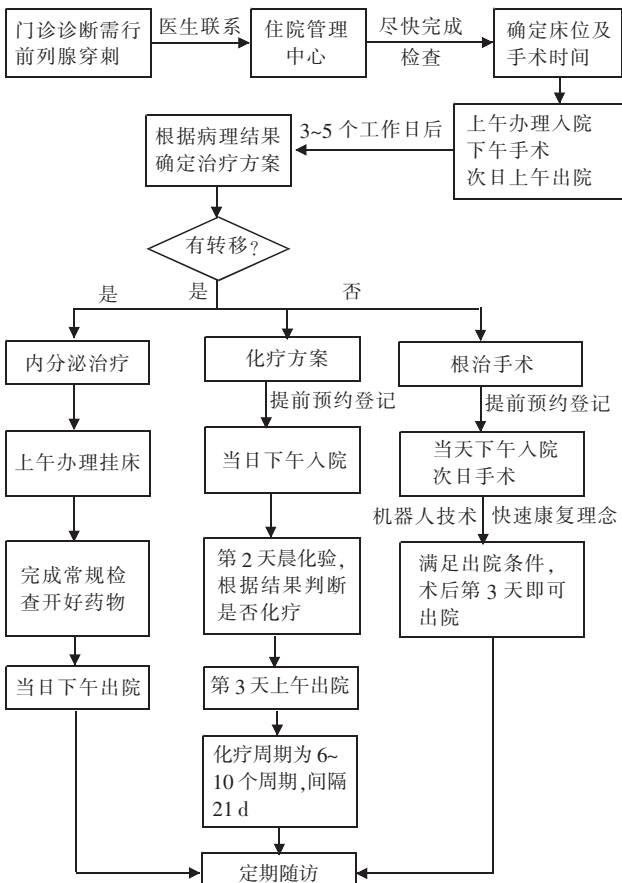 门诊诊断需行
前列腺穿刺
医生联系
住院管理
中心
尽快完成
检查
确定床位及
手术时间
上午办理入院
下午手术
次日上午出院
3~5 个工作日后
根据病理结果
确定治疗方案
有转移?
是
是
否
内分泌治疗
化疗方案
根治手术
提前预约登记
提前预约登记
上午办理挂床
当日下午入院
当天下午入院
次日手术
机器人技术
快速康复理念
完成常规检
查开好药物
第 2 天晨化验,
根据结果判断
是否化疗
满足出院条件,
术后第 3 天即可
出院
当日下午出院
第 3 天上午出院
化疗周期为 6~
10 个周期,间隔
21 d
定期随访